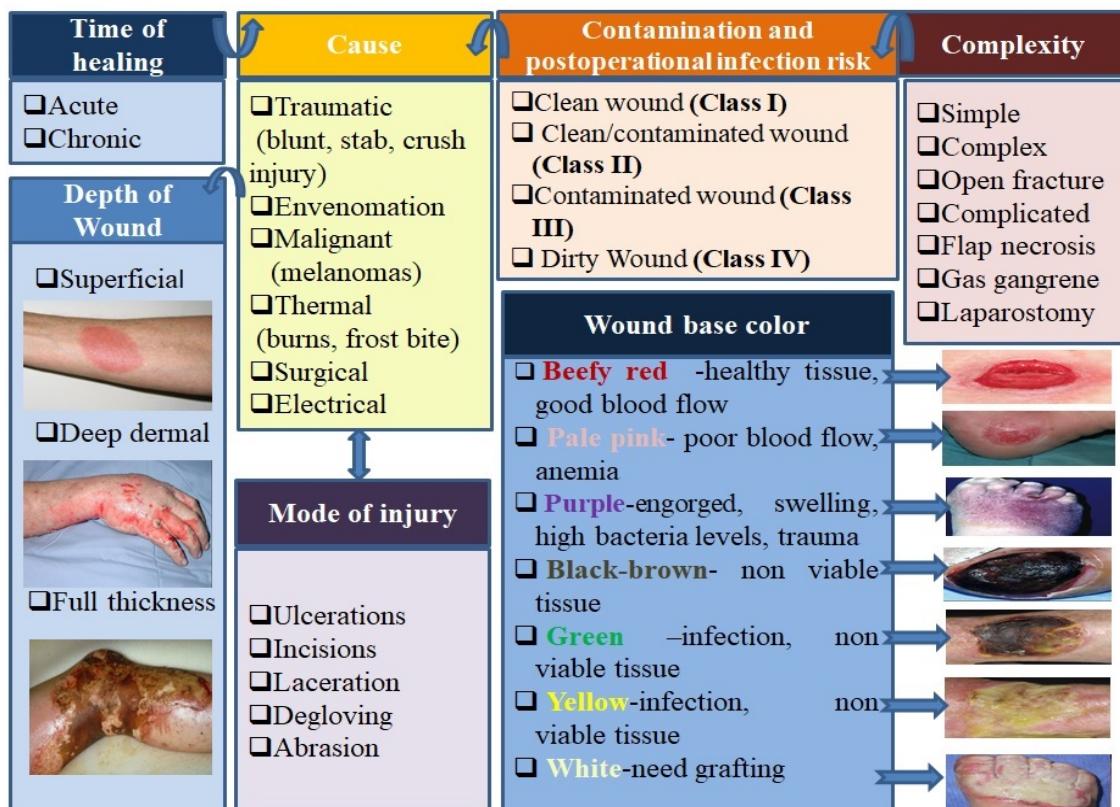 Time of
healing
❑Acute
❑Chronic
Depth of
Wound
❑Superficial
❑Deep dermal
❑Full thickness
Cause
❑Traumatic
(blunt, stab, crush
injury)
❑Envenomation
❑Malignant
(melanomas)
❑Thermal
(burns, frost bite)
❑Surgical
❑Electrical
Mode of injury
❑Ulcerations
❑Incisions
❑Laceration
❑Degloving
❑Abrasion
Contamination and
postoperational infection risk
❑Clean wound (Class I)
❑ Clean/contaminated wound
(Class II)
❑Contaminated wound (Class
III)
❑ Dirty Wound (Class IV)
Complexity
❑Simple
❑Complex
❑Open fracture
❑Complicated
❑Flap necrosis
❑Gas gangrene
❑Laparostomy
Wound base color
❑ Beefy red -healthy tissue,
good blood flow
❑ Pale pink- poor blood flow,
anemia
❑ Purple-engorged, swelling,
high bacteria levels, trauma
❑ Black-brown- non viable
tissue
❑ Green –infection, non
viable tissue
❑ Yellow-infection, non
viable tissue
❑ White-need grafting